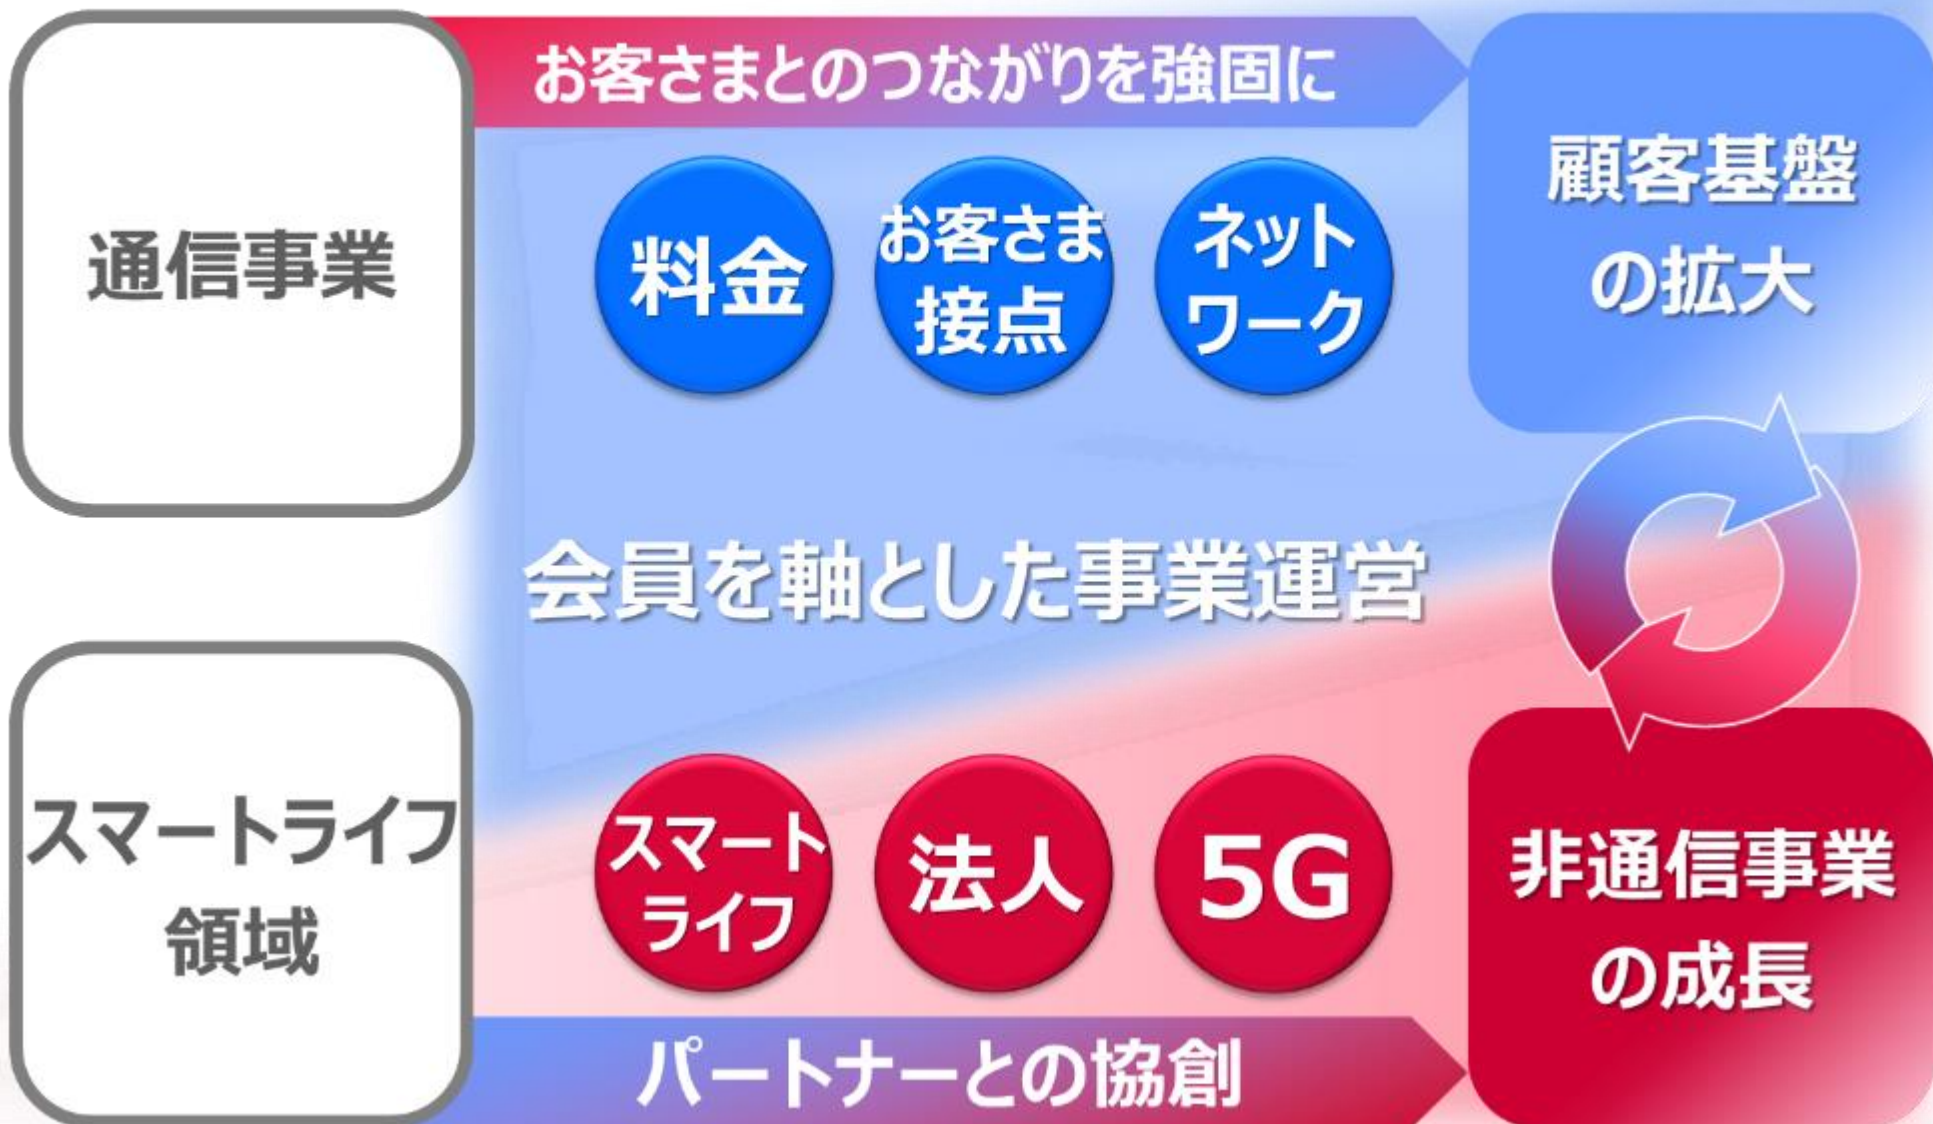 お客さまとのつながりを強固に
通信事業
料金
お客さま
接点
ネット
ワーク
顧客基盤
の拡大
会員を軸とした事業運営
スマートライフ
領域
スマート
ライフ
法人
5G
非通信事業
の成長
パートナーとの協創